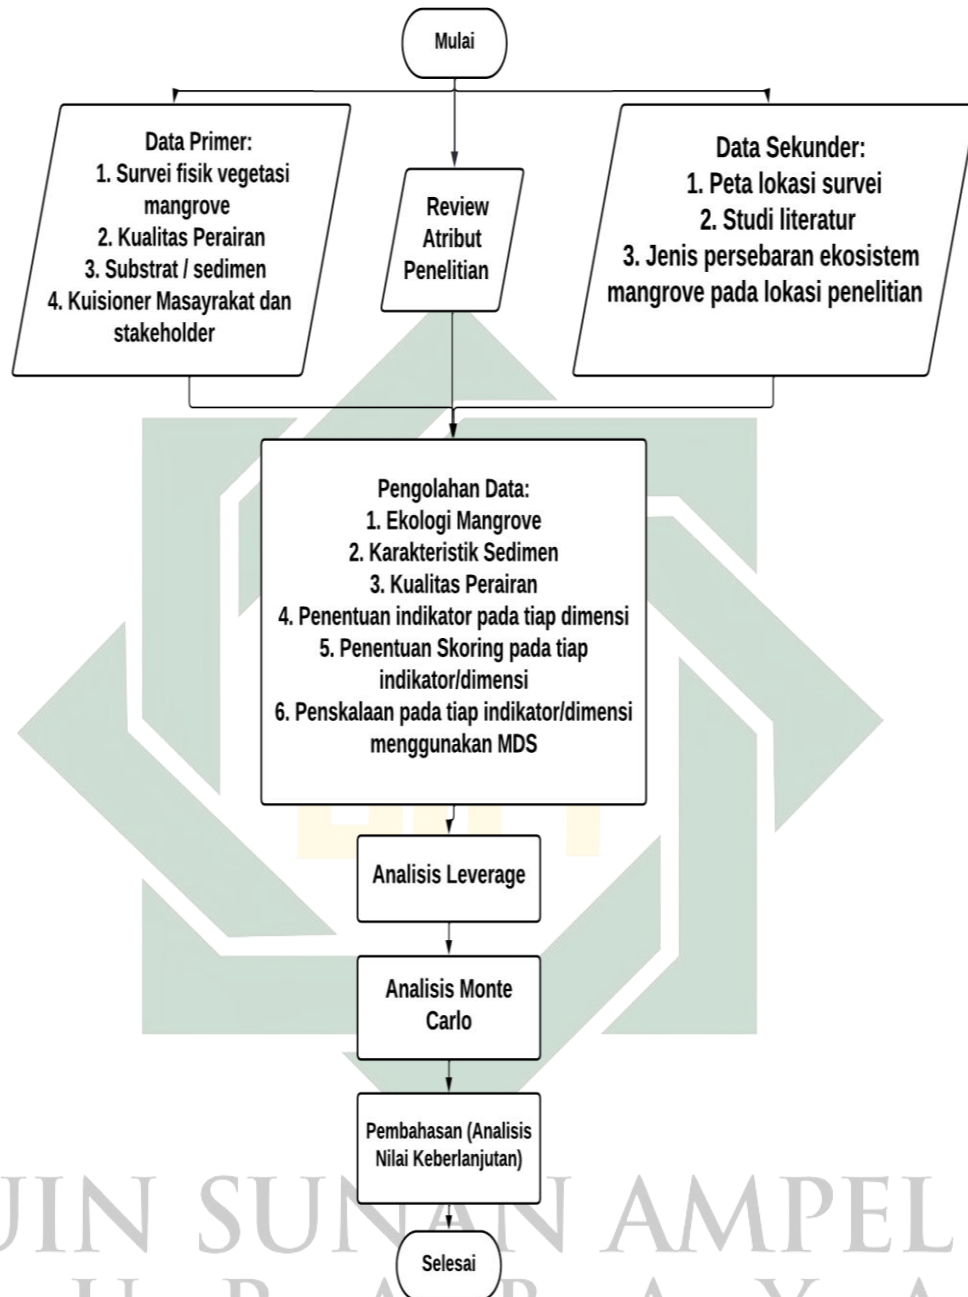 Mulai
Data Primer:
1. Survei fisik vegetasi
mangrove
2. Kualitas Perairan
3. Substrat / sedimen
4. Kuisioner Masayrakat dan
stakeholder
Review
Atribut
Penelitian
Data Sekunder:
1. Peta lokasi survei
2. Studi literatur
3. Jenis persebaran ekosistem
mangrove pada lokasi penelitian
Pengolahan Data:
1. Ekologi Mangrove
2. Karakteristik Sedimen
3. Kualitas Perairan
4. Penentuan indikator pada tiap dimensi
5. Penentuan Skoring pada tiap
indikator/dimensi
6. Penskalaan pada tiap indikator/dimensi
menggunakan MDS
Analisis Leverage
Analisis Monte
Carlo
Pembahasan (Analisis
Nilai Keberlanjutan)
UIN SUNAN AMPEL
Selesai